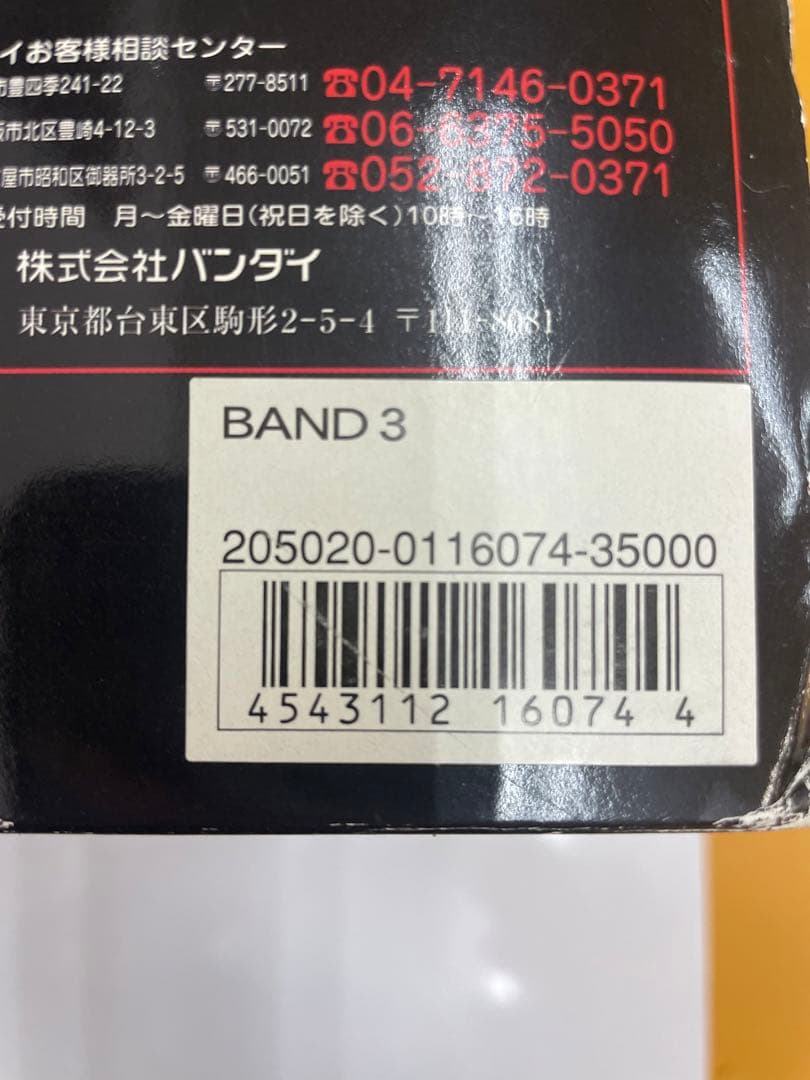 イお客様相談センター
市豊四季241-22 〒277-8511 ☎04-7146-0371
阪市北区豊崎4-12-3 〒531-0072 ☎06-6375-5050
屋市昭和区御器所3-2-5 〒466-0051 ☎052-872-0371
受付時間 月〜金曜日(祝日を除く)10時〜16時
株式会社バンダイ
東京都台東区駒形2-5-4 〒111-8081
BAND 3
205020-0116074-35000
4543112 16074 4